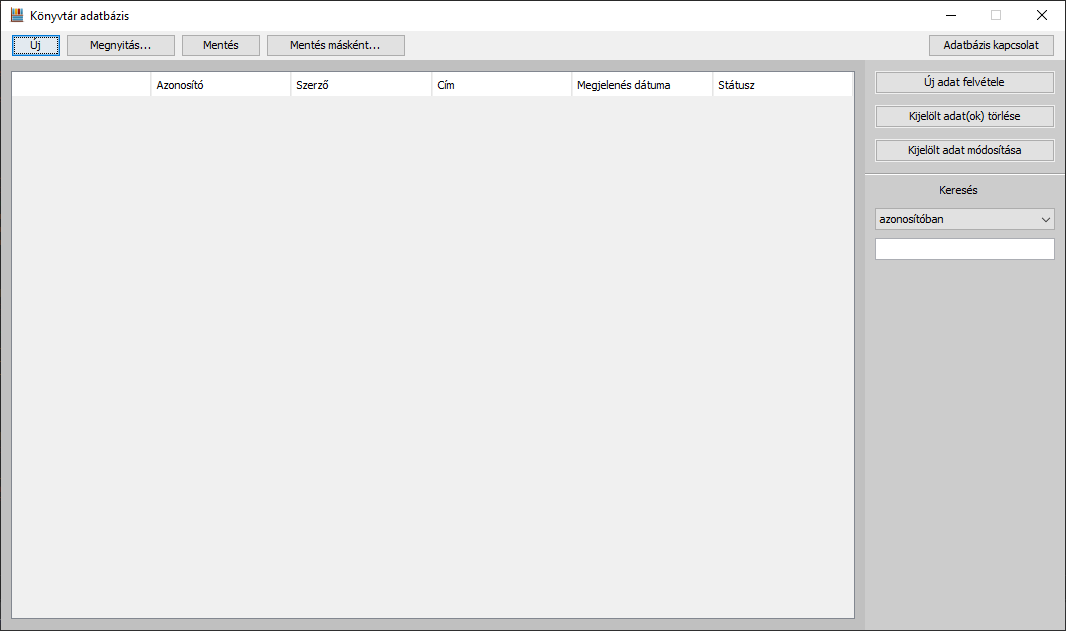 Könyvtár adatbázis
Új Megnyitás... Mentés Mentés másként... Adatbázis kapcsolat
Azonosító Szerző Cím Megjelenés dátuma Státusz
Új adat felvétele
Kijelölt adat(ok) törlése
Kijelölt adat módosítása
Keresés
azonosítóban